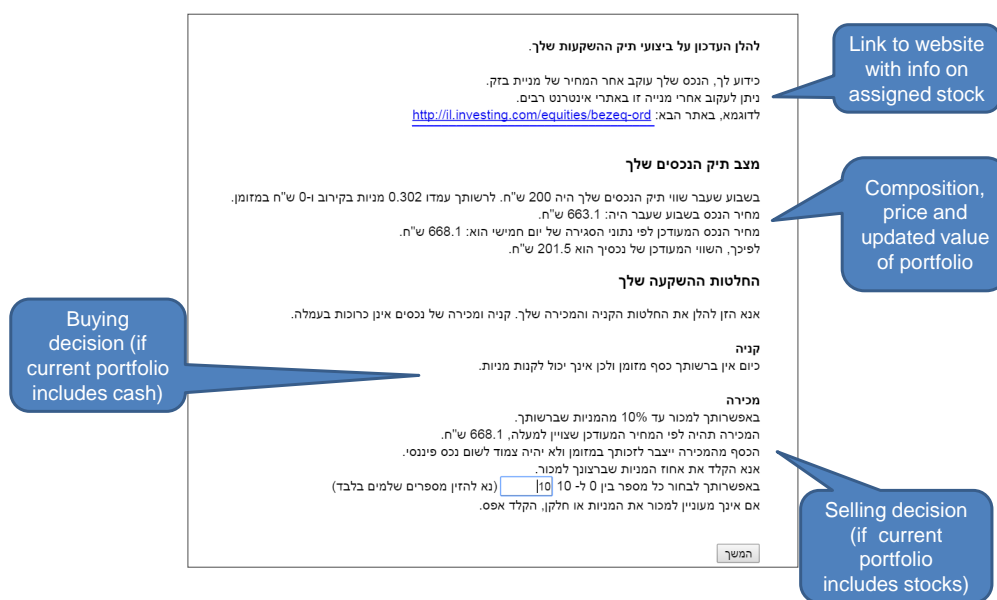 להלן העדכון על ביצועי תיק ההשקעות שלך.
כידוע לך, הנכס שלך עוקב אחר המחיר של מניית בזק.
ניתן לעקוב אחרי מנייה זו באתרי אינטרנט רבים.
לדוגמא, באתר הבא: http://il.investing.com/equities/bezeq-ord
Link to website
with info on
assigned stock
מצב תיק הנכסים שלך
בשבוע שעבר שווי תיק הנכסים שלך היה 200 ש"ח. לרשותך עמדו 0.302 מניות בקירוב ו-0 ש"ח במזומן.
מחיר הנכס בשבוע שעבר היה: 663.1 ש"ח.
מחיר הנכס המעודכן לפי נתוני הסגירה של יום חמישי הוא: 668.1 ש"ח.
לפיכך, השווי המעודכן של נכסיך הוא 201.5 ש"ח.
Composition,
price and
updated value
of portfolio
החלטות ההשקעה שלך
אנא הזן להלן את החלטות הקניה והמכירה שלך. קניה ומכירה של נכסים אינן כרוכות בעמלה.
קניה
כיום אין ברשותך כסף מזומן ולכן אינך יכול לקנות מניות.
Buying
decision (if
current portfolio
includes cash)
מכירה
באפשרותך למכור עד 10% מהמניות שברשותך.
המכירה תהיה לפי המחיר המעודכן שצויין למעלה, 668.1 ש"ח.
הכסף מהמכירה ייצבר לזכותך במזומן ולא יהיה צמוד לשום נכס פיננסי.
אנא הקלד את אחוז המניות שברצונך למכור.
באפשרותך לבחור כל מספר בין 0 ל- 10 10 (נא להזין מספרים שלמים בלבד)
אם אינך מעוניין למכור את המניות או חלקן, הקלד אפס.
Selling decision
(if current
portfolio
includes stocks)
המשך